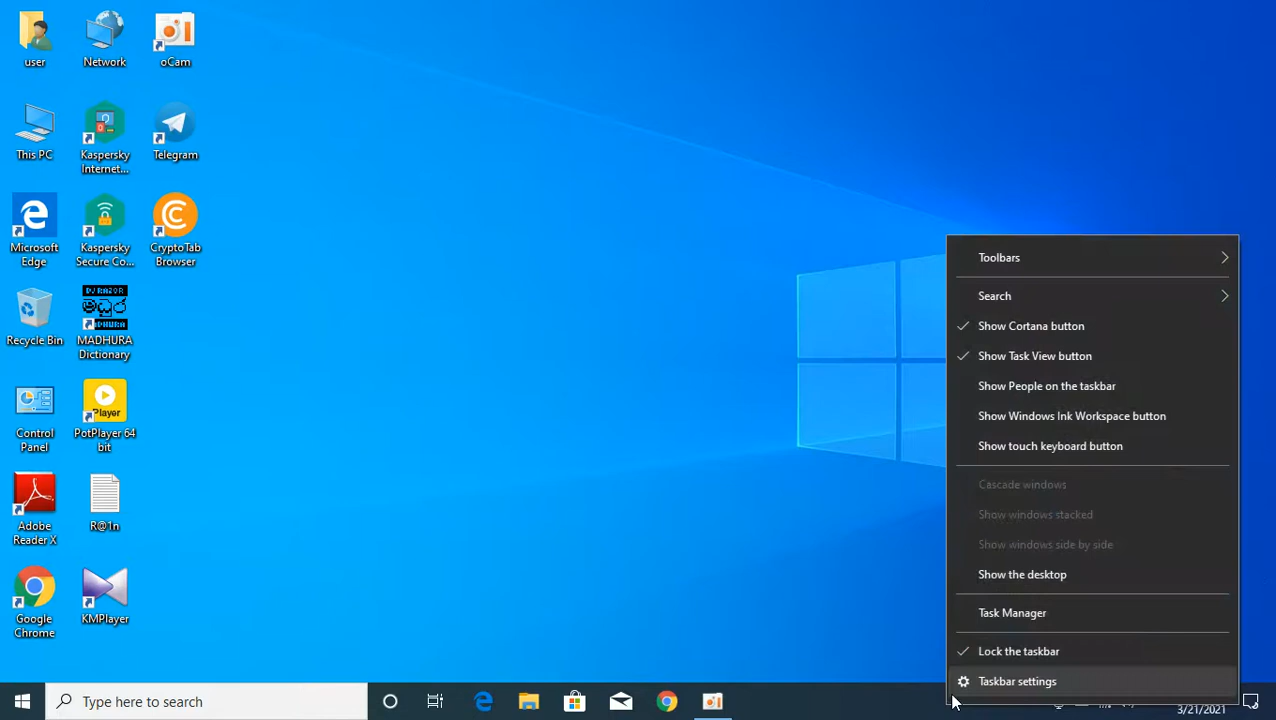 user
Network
oCam
This PC
Kaspersky
Internet...
Telegram
Microsoft
Edge
Kaspersky
Secure Co...
CryptoTab
Browser
Recycle Bin
DJ RAZOR
MADHURA
Dictionary
Control
Panel
Player
PotPlayer 64
bit
Adobe
Reader X
R@1n
Google
Chrome
KMPlayer
Toolbars
Search
Show Cortana button
Show Task View button
Show People on the taskbar
Show Windows Ink Workspace button
Show touch keyboard button
Cascade windows
Show windows stacked
Show windows side by side
Show the desktop
Task Manager
Lock the taskbar
Taskbar settings
Type here to search
3/21/2021